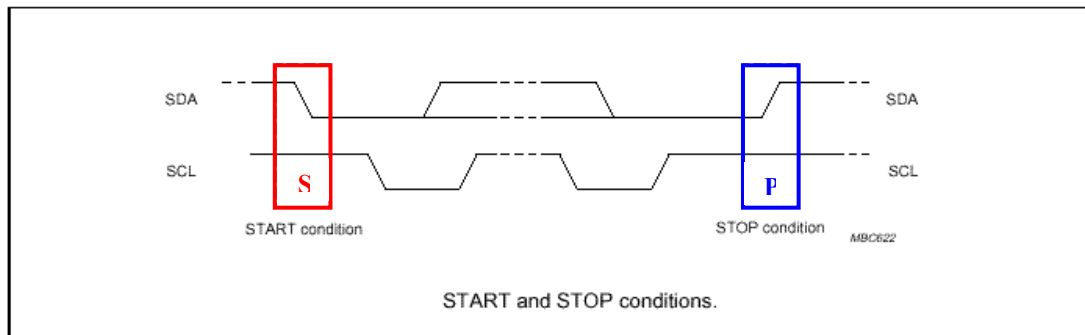 SDA SDA
SCL SCL
S P
START condition STOP condition
MBC622
START and STOP conditions.